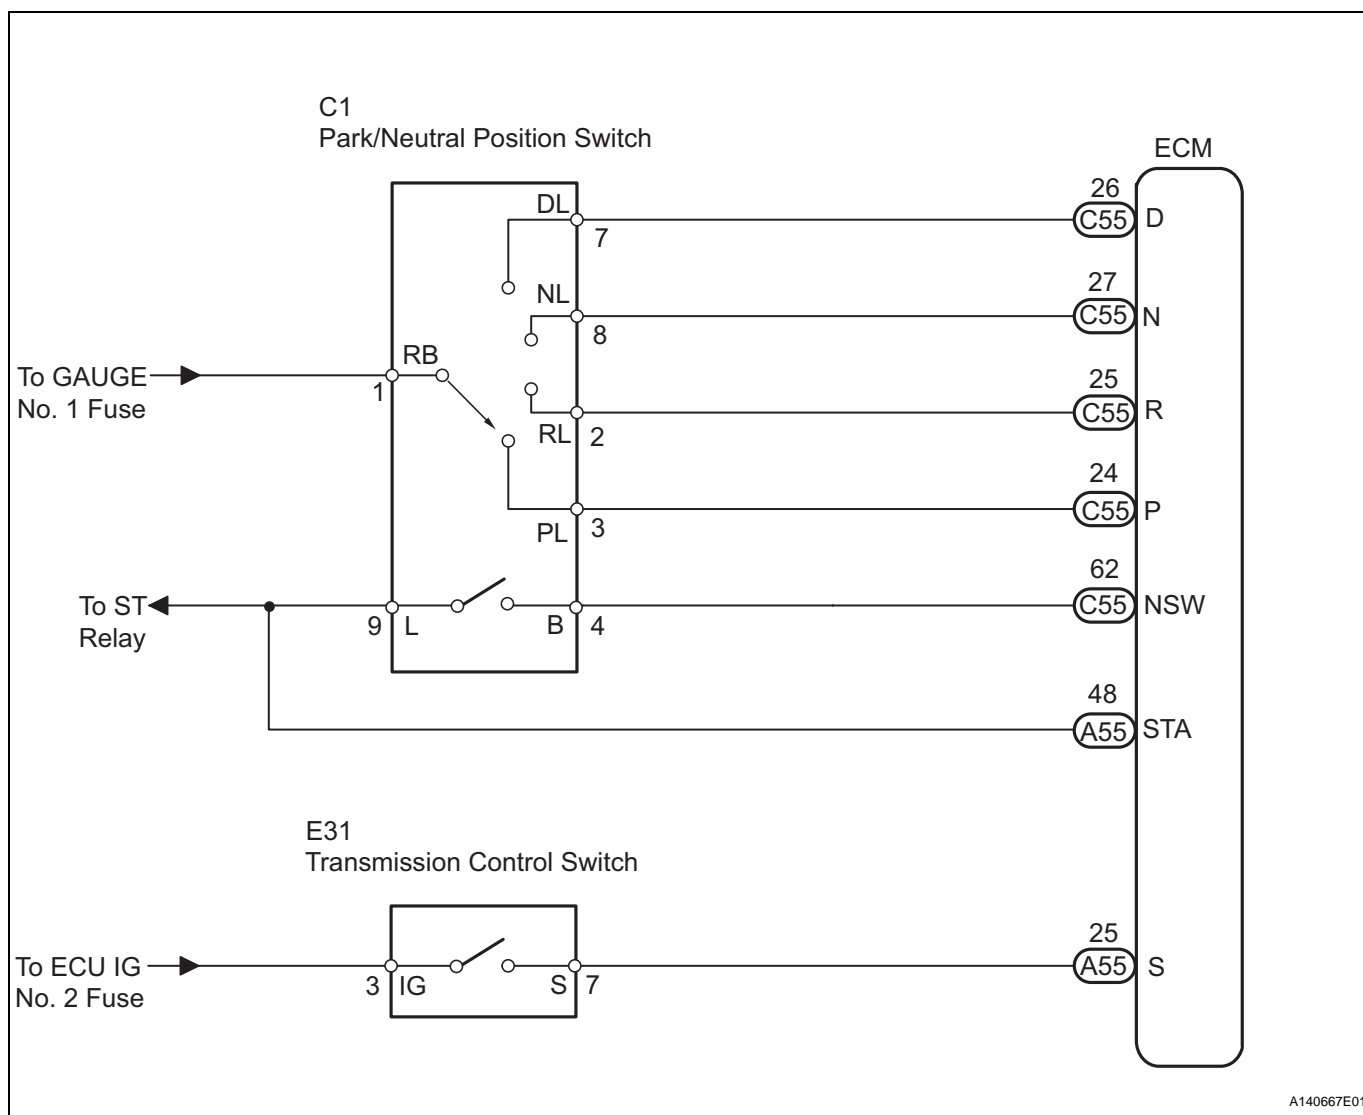 C1
Park/Neutral Position Switch
ECM
DL
7
26
C55
D
NL
8
27
C55
N
To GAUGE
No. 1 Fuse
1
RB
RL
2
25
C55
R
PL
3
24
C55
P
To ST
Relay
9
L
B
4
62
C55
NSW
48
A55
STA
E31
Transmission Control Switch
To ECU IG
No. 2 Fuse
3
IG
S
7
25
A55
S
A140667E01